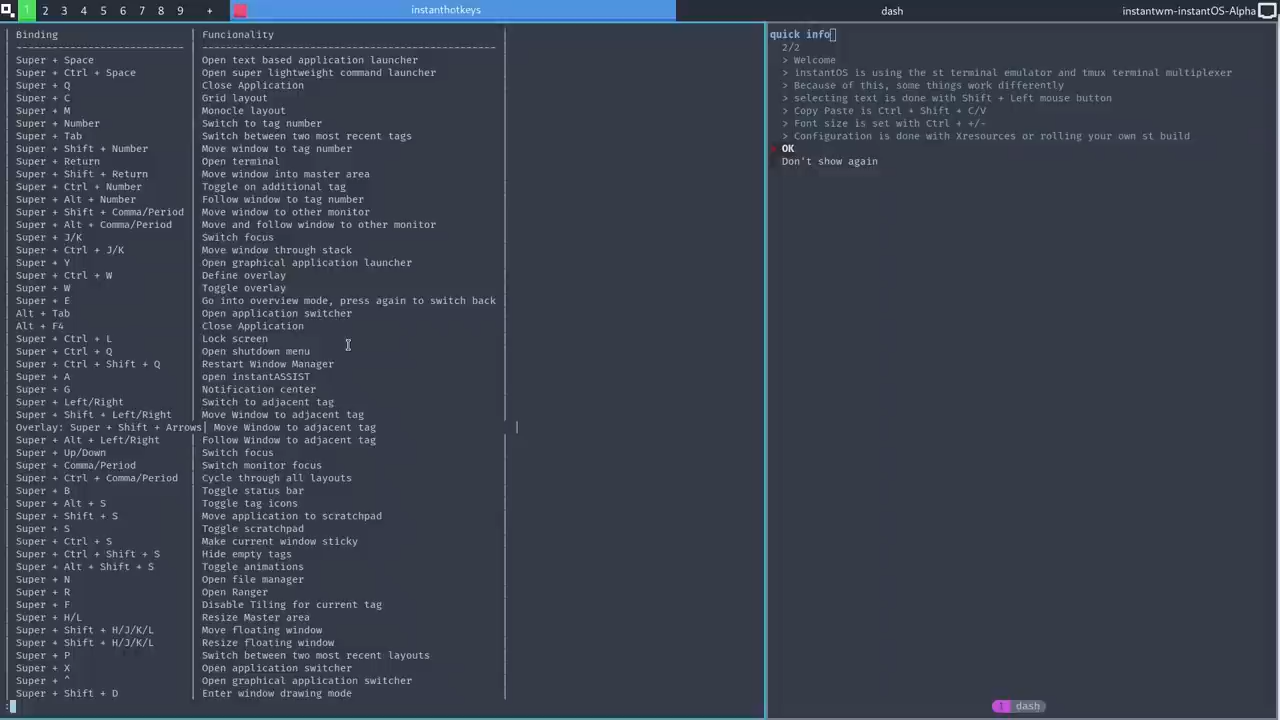 1 2 3 4 5 6 7 8 9 + instanthotkeys dash instantwm-instantOS-Alpha
| Binding | Funcionality |
Super + Space | Open text based application launcher
Super + Ctrl + Space | Open super lightweight command launcher
Super + Q | Close Application
Super + C | Grid layout
Super + M | Monocle layout
Super + Number | Switch to tag number
Super + Tab | Switch between two most recent tags
Super + Shift + Number | Move window to tag number
Super + Return | Open terminal
Super + Shift + Return | Move window into master area
Super + Ctrl + Number | Toggle on additional tag
Super + Alt + Number | Follow window to tag number
Super + Shift + Comma/Period | Move window to other monitor
Super + Alt + Comma/Period | Move and follow window to other monitor
Super + J/K | Switch focus
Super + Ctrl + J/K | Move window through stack
Super + Y | Open graphical application launcher
Super + Ctrl + W | Define overlay
Super + W | Toggle overlay
Super + E | Go into overview mode, press again to switch back
Alt + Tab | Open application switcher
Alt + F4 | Close Application
Super + Ctrl + L | Lock screen
Super + Ctrl + Q | Open shutdown menu
Super + Ctrl + Shift + Q | Restart Window Manager
Super + A | open instantASSIST
Super + G | Notification center
Super + Left/Right | Switch to adjacent tag
Super + Shift + Left/Right | Move Window to adjacent tag
Overlay: Super + Shift + Arrows| Move Window to adjacent tag |
Super + Alt + Left/Right | Follow Window to adjacent tag
Super + Up/Down | Switch focus
Super + Comma/Period | Switch monitor focus
Super + Ctrl + Comma/Period | Cycle through all layouts
Super + B | Toggle status bar
Super + Alt + S | Toggle tag icons
Super + Shift + S | Move application to scratchpad
Super + S | Toggle scratchpad
Super + Ctrl + S | Make current window sticky
Super + Ctrl + Shift + S | Hide empty tags
Super + Alt + Shift + S | Toggle animations
Super + N | Open file manager
Super + R | Open Ranger
Super + F | Disable Tiling for current tag
Super + H/L | Resize Master area
Super + Shift + H/J/K/L | Move floating window
Super + Shift + H/J/K/L | Resize floating window
Super + P | Switch between two most recent layouts
Super + X | Open application switcher
Super + ^ | Open graphical application switcher
Super + Shift + D | Enter window drawing mode
:
quick info
2/2
> Welcome
> instantOS is using the st terminal emulator and tmux terminal multiplexer
> Because of this, some things work differently
> selecting text is done with Shift + Left mouse button
> Copy Paste is Ctrl + Shift + C/V
> Font size is set with Ctrl + +/-
> Configuration is done with Xresources or rolling your own st build
OK
Don't show again
1 dash